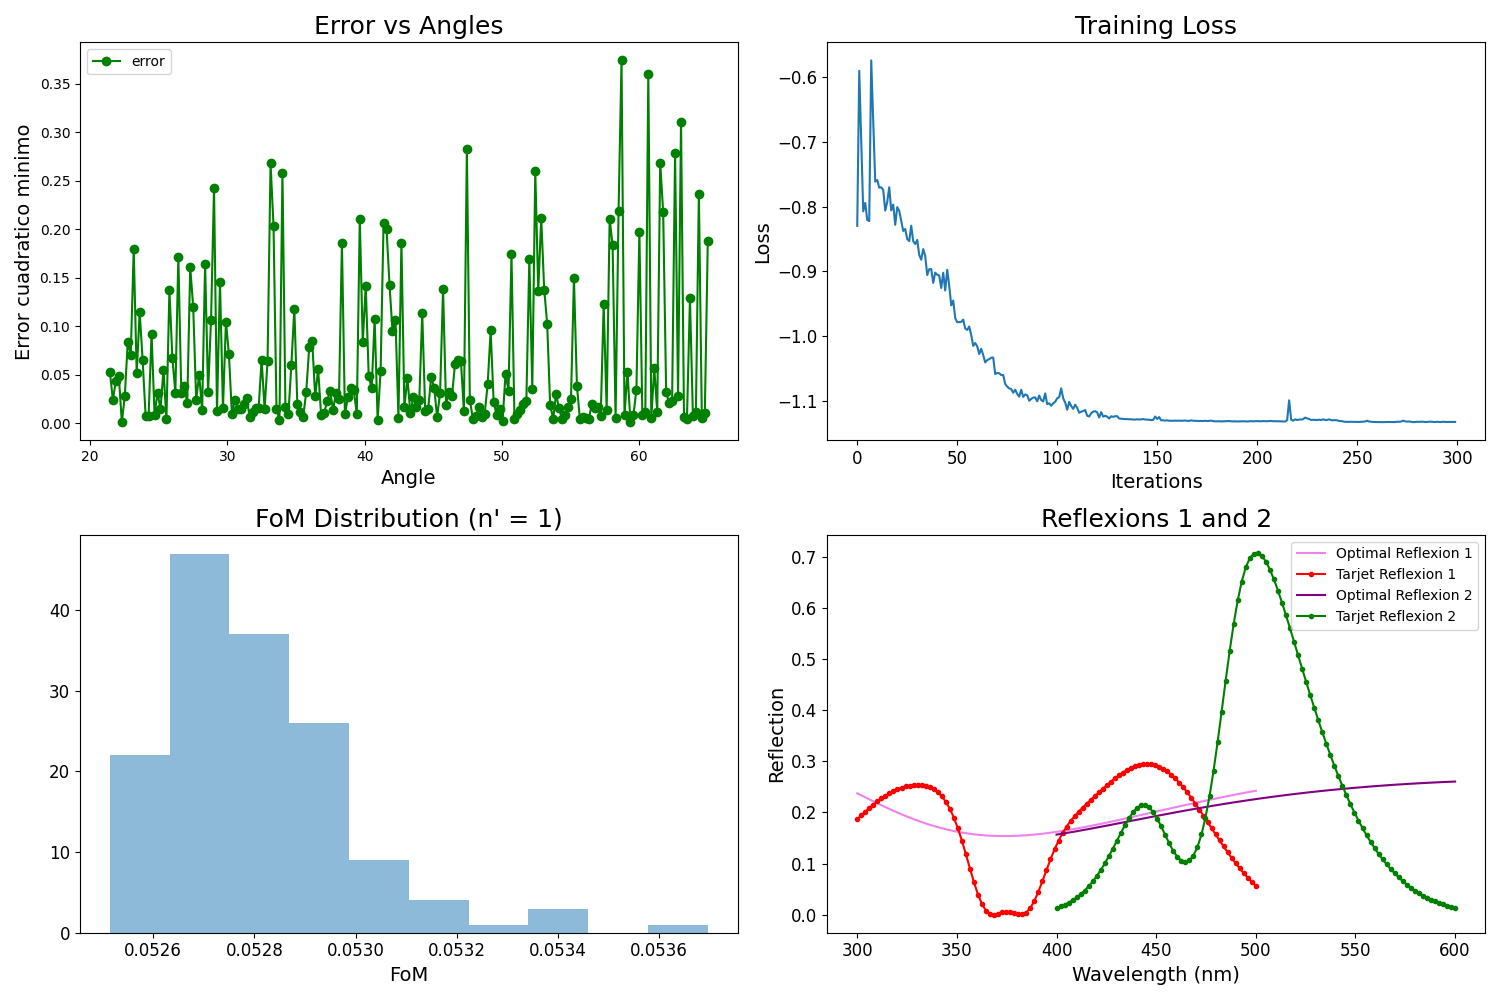 Error vs Angles
error
Error cuadratico minimo
0.35
0.30
0.25
0.20
0.15
0.10
0.05
0.00
20 30 40 50 60
Angle
Training Loss
Loss
−0.6
−0.7
−0.8
−0.9
−1.0
−1.1
0 50 100 150 200 250 300
Iterations
FoM Distribution (n' = 1)
40
30
20
10
0
0.0526 0.0528 0.0530 0.0532 0.0534 0.0536
FoM
Reflexions 1 and 2
Optimal Reflexion 1
Tarjet Reflexion 1
Optimal Reflexion 2
Tarjet Reflexion 2
Reflection
0.7
0.6
0.5
0.4
0.3
0.2
0.1
0.0
300 350 400 450 500 550 600
Wavelength (nm)